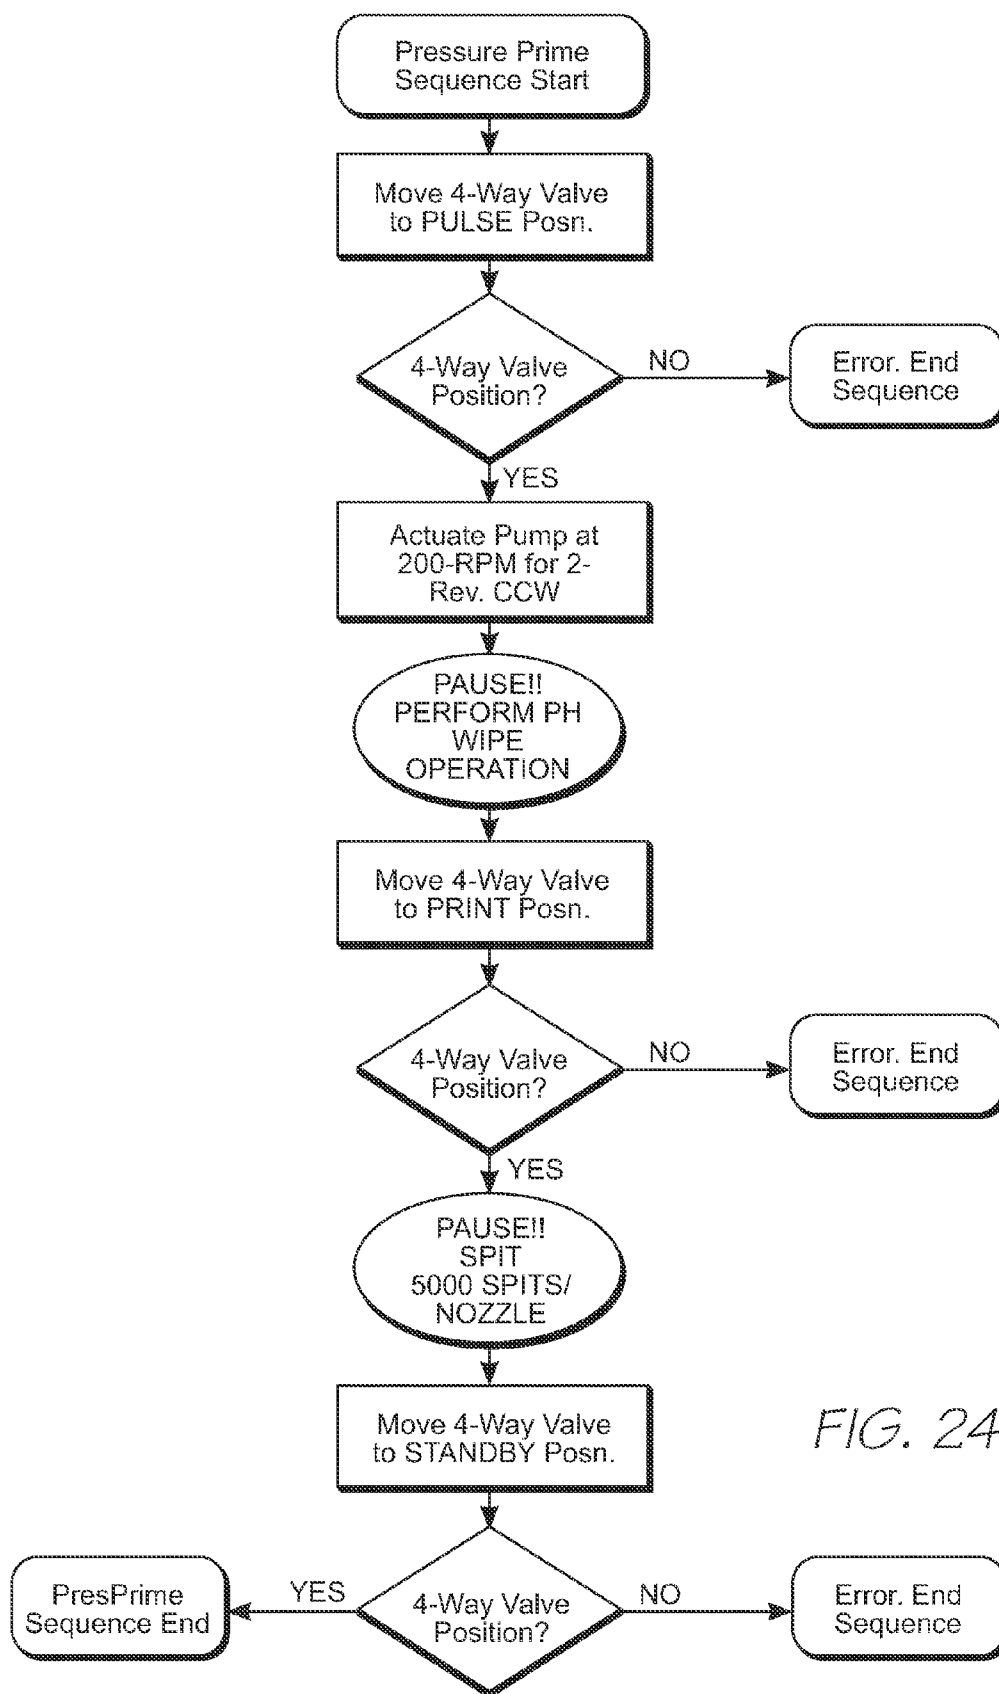 Pressure Prime
Sequence Start
Move 4-Way Valve
to PULSE Posn.
4-Way Valve
Position?
NO
Error. End
Sequence
YES
Actuate Pump at
200-RPM for 2-
Rev. CCW
PAUSE!!
PERFORM PH
WIPE
OPERATION
Move 4-Way Valve
to PRINT Posn.
4-Way Valve
Position?
NO
Error. End
Sequence
YES
PAUSE!!
SPIT
5000 SPITS/
NOZZLE
Move 4-Way Valve
to STANDBY Posn.
FIG. 24
4-Way Valve
Position?
YES
PresPrime
Sequence End
NO
Error. End
Sequence